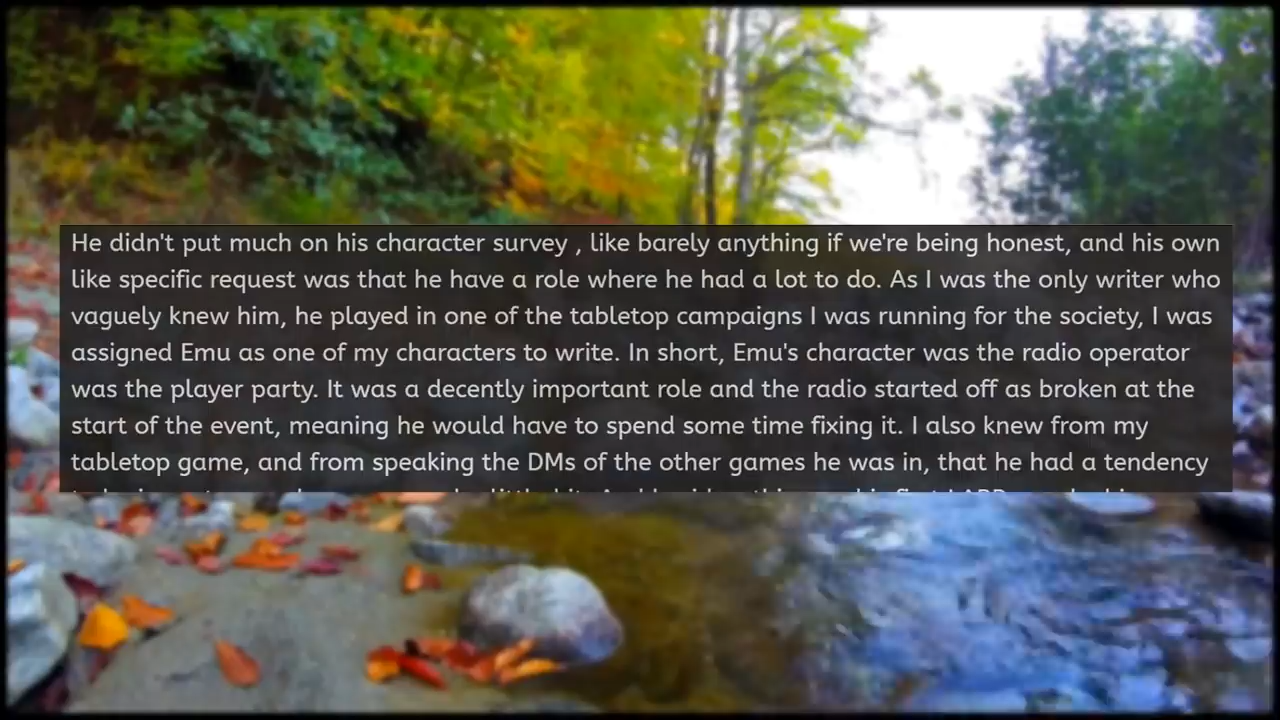 He didn't put much on his character survey , like barely anything if we're being honest, and his own
like specific request was that he have a role where he had a lot to do. As I was the only writer who
vaguely knew him, he played in one of the tabletop campaigns I was running for the society, I was
assigned Emu as one of my characters to write. In short, Emu's character was the radio operator
was the player party. It was a decently important role and the radio started off as broken at the
start of the event, meaning he would have to spend some time fixing it. I also knew from my
tabletop game, and from speaking the DMs of the other games he was in, that he had a tendency